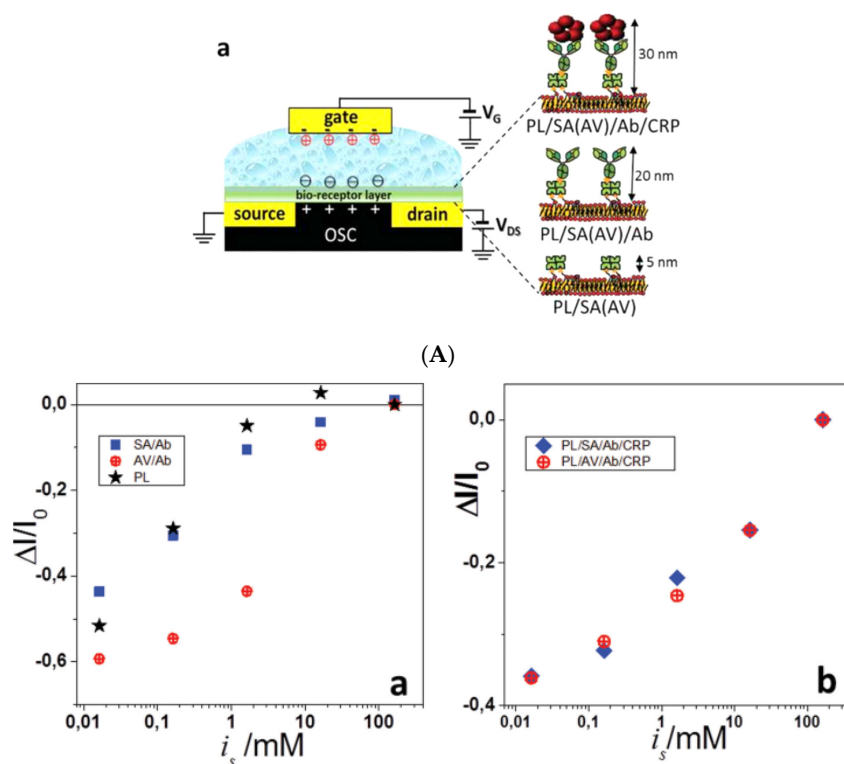 a
gate
V_G
bio-receptor layer
source
drain
OSC
V_DS
30 nm
PL/SA(AV)/Ab/CRP
20 nm
PL/SA(AV)/Ab
5 nm
PL/SA(AV)
(A)
0,0
-0,2
-0,4
-0,6
ΔI/I_0
SA/Ab
AV/Ab
PL
0,01
0,1
1
10
100
i_s/mM
a
0,0
-0,2
-0,4
ΔI/I_0
PL/SA/Ab/CRP
PL/AV/Ab/CRP
0,01
0,1
1
10
100
i_s/mM
b